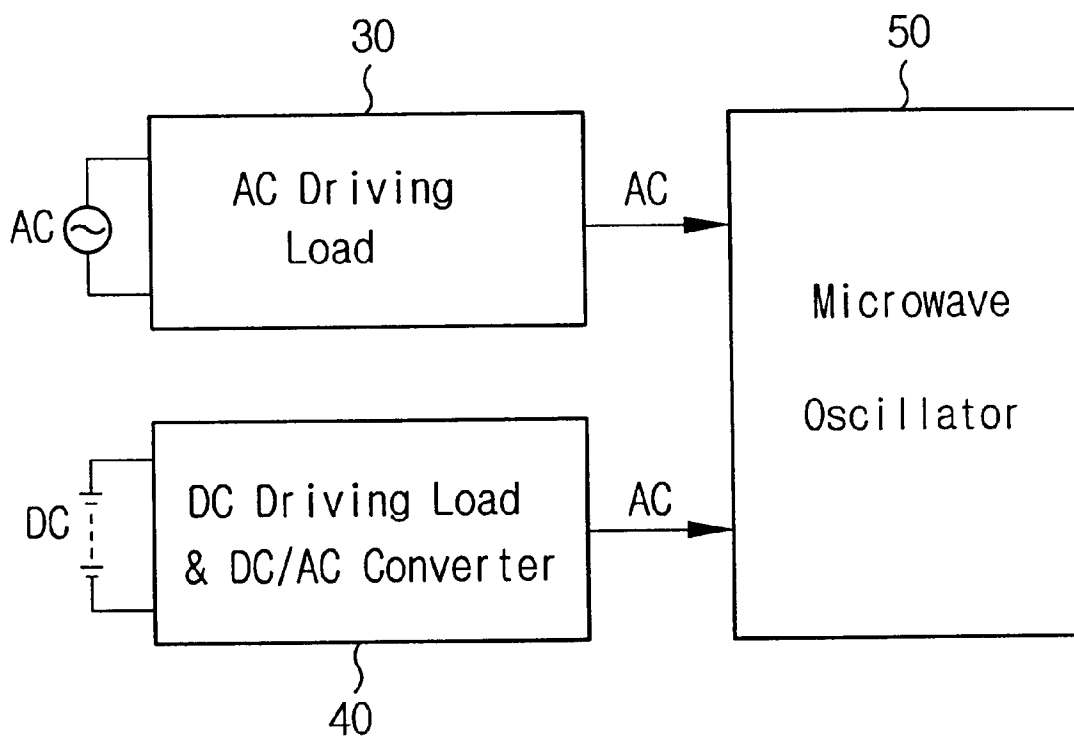 30
50
AC
AC Driving
Load
AC
Microwave
Oscillator
DC
DC Driving Load
& DC/AC Converter
AC
40